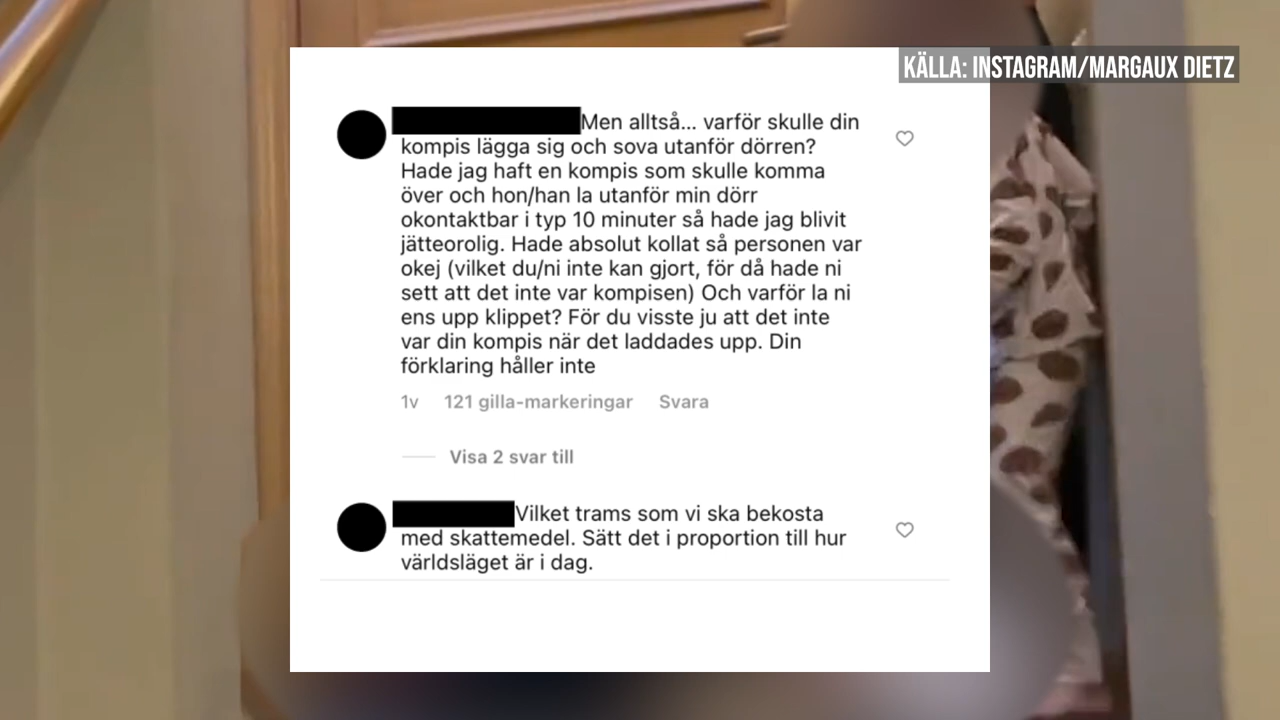 KÄLLA: INSTAGRAM/MARGAUX DIETZ
Men alltså... varför skulle din
kompis lägga sig och sova utanför dörren?
Hade jag haft en kompis som skulle komma
över och hon/han la utanför min dörr
okontaktbar i typ 10 minuter så hade jag blivit
jätteorolig. Hade absolut kollat så personen var
okej (vilket du/ni inte kan gjort, för då hade ni
sett att det inte var kompisen) Och varför la ni
ens upp klippet? För du visste ju att det inte
var din kompis när det laddades upp. Din
förklaring håller inte
1v 121 gilla-markeringar Svara
Visa 2 svar till
Vilket trams som vi ska bekosta
med skattemedel. Sätt det i proportion till hur
världsläget är i dag.